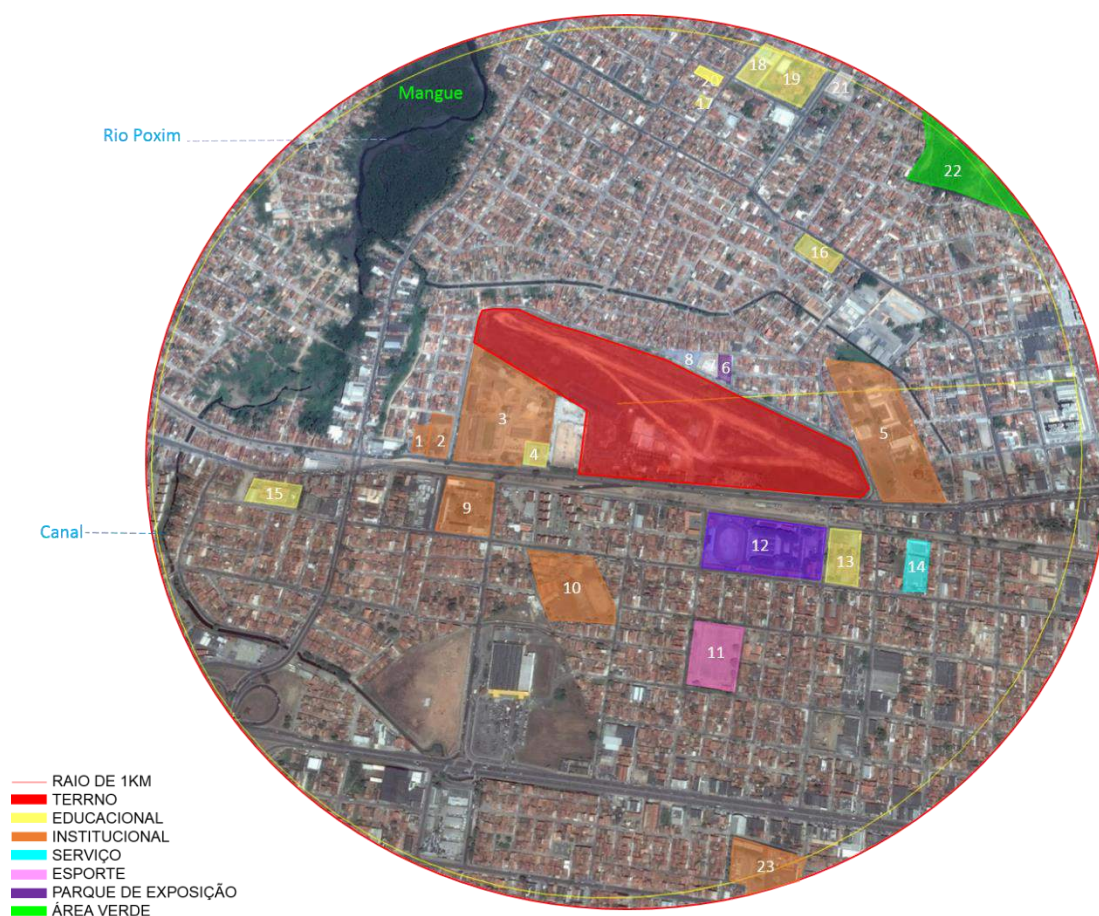 18
19
2
21
17
Mangue
Rio Poxim
22
16
8
6
3
5
1
2
4
15
9
Canal
12
13
14
10
11
RAIO DE 1KM
TERRNO
EDUCACIONAL
INSTITUCIONAL
SERVIÇO
ESPORTE
PARQUE DE EXPOSIÇÃO
ÁREA VERDE
23